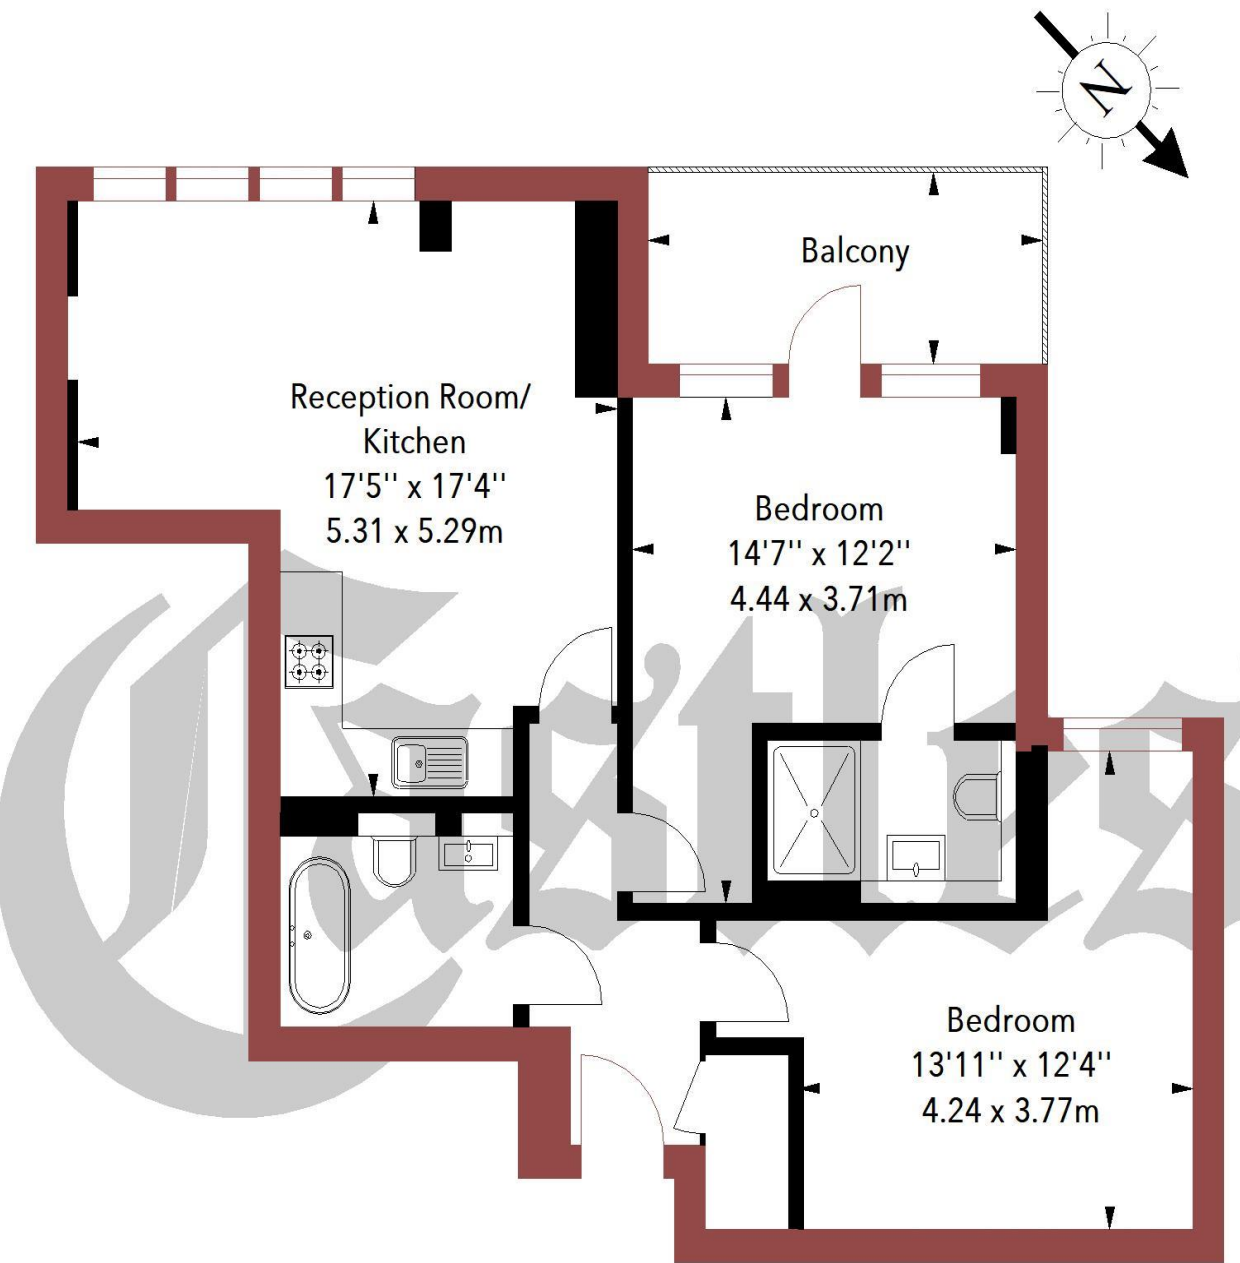 N
Balcony
Reception Room/
Kitchen
17'5'' x 17'4''
5.31 x 5.29m
Bedroom
14'7'' x 12'2''
4.44 x 3.71m
Castles
Bedroom
13'11'' x 12'4''
4.24 x 3.77m